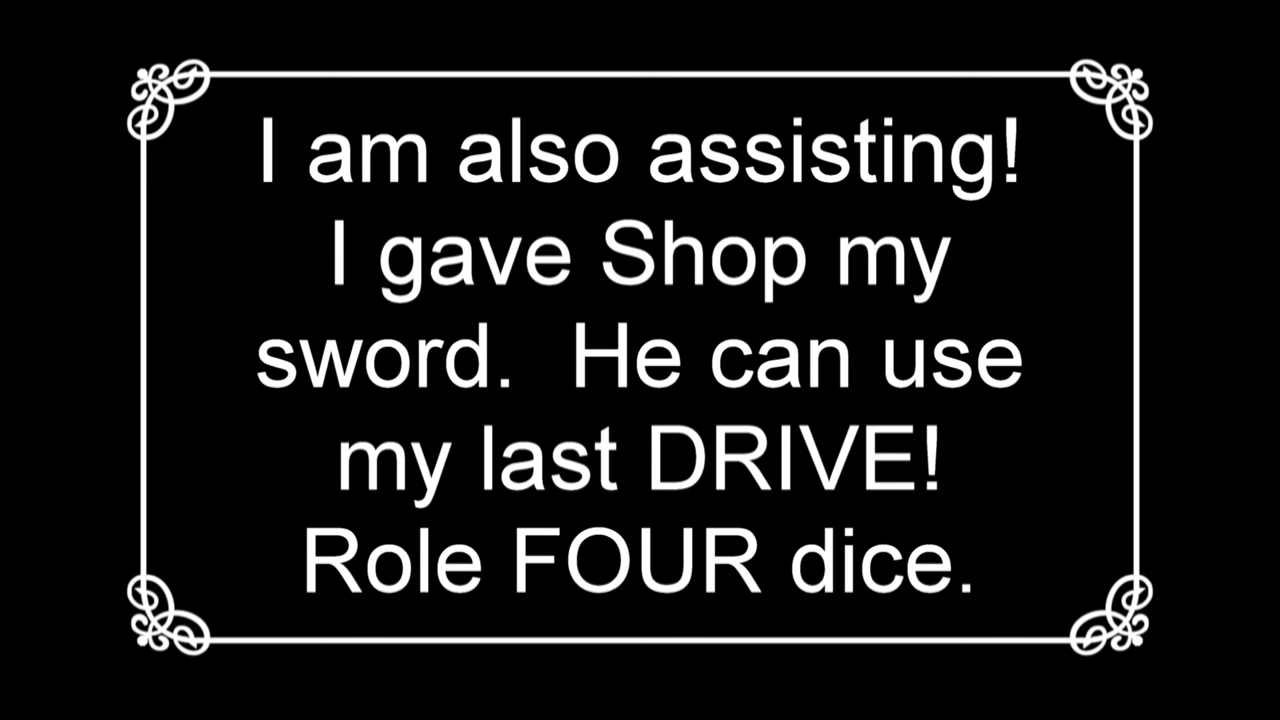 I am also assisting!
I gave Shop my
sword.  He can use
my last DRIVE!
Role FOUR dice.